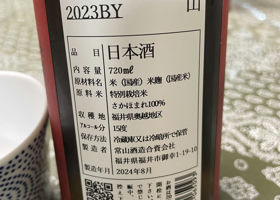 2023BY
山
品目 日本酒
内容量 720ml
原材料名 米（国産）米麹（国産米）
原料米 特別栽培米
さかほまれ100%
収穫地 福井県奥越地区
アルコール分 15度
保存方法 冷蔵庫又は冷暗所で保管
製造者 常山酒造合資会社
福井県福井市御幸1-19-10
製造年月 2024年8月